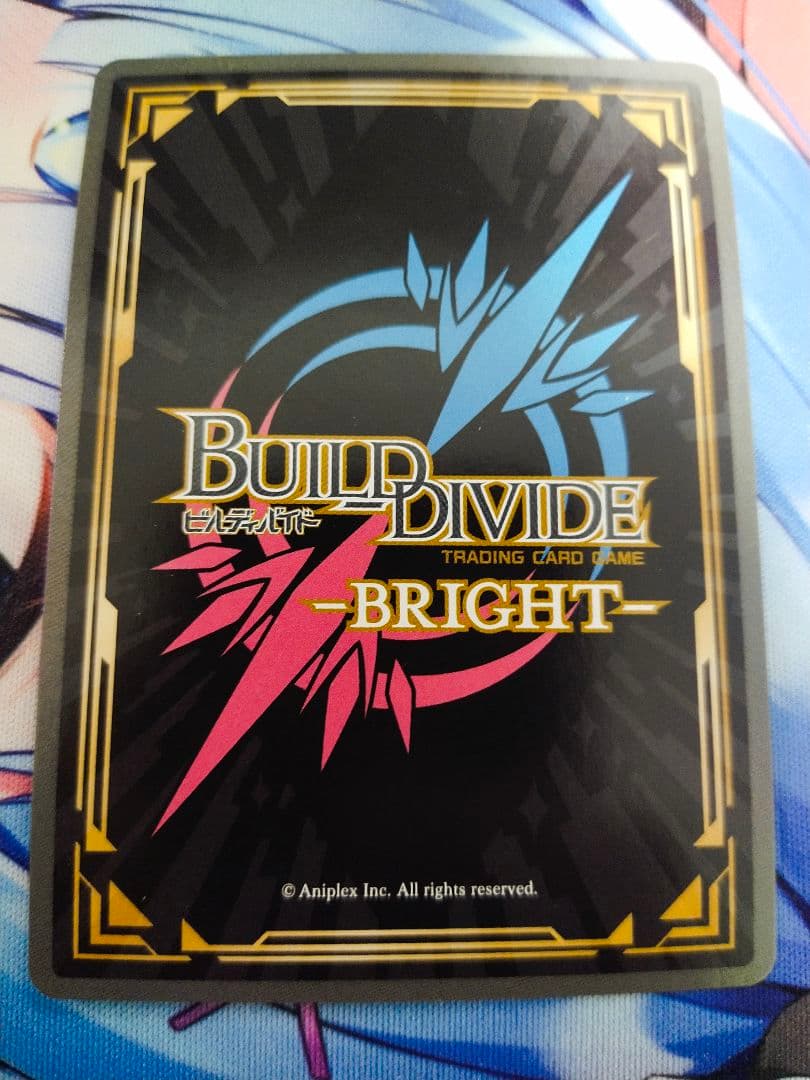 BUILD DIVIDE
ビルディバイド
TRADING CARD GAME
-BRIGHT-
© Aniplex Inc. All rights reserved.